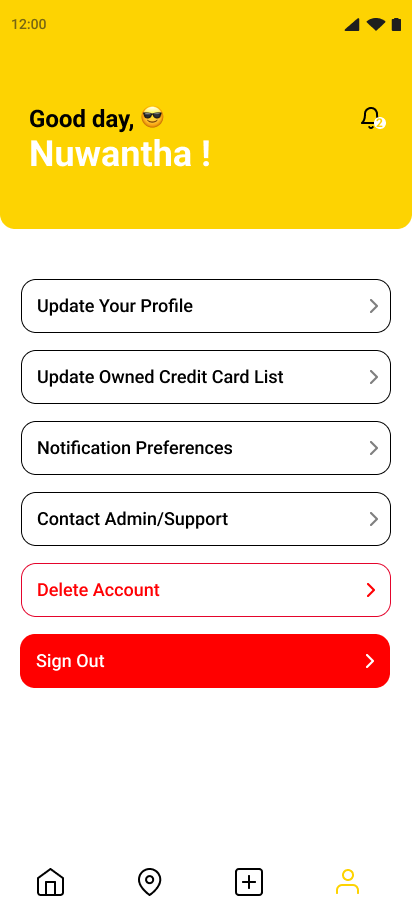 12:00
Good day, 😎
2
Nuwantha !
Update Your Profile
Update Owned Credit Card List
Notification Preferences
Contact Admin/Support
Delete Account
Sign Out